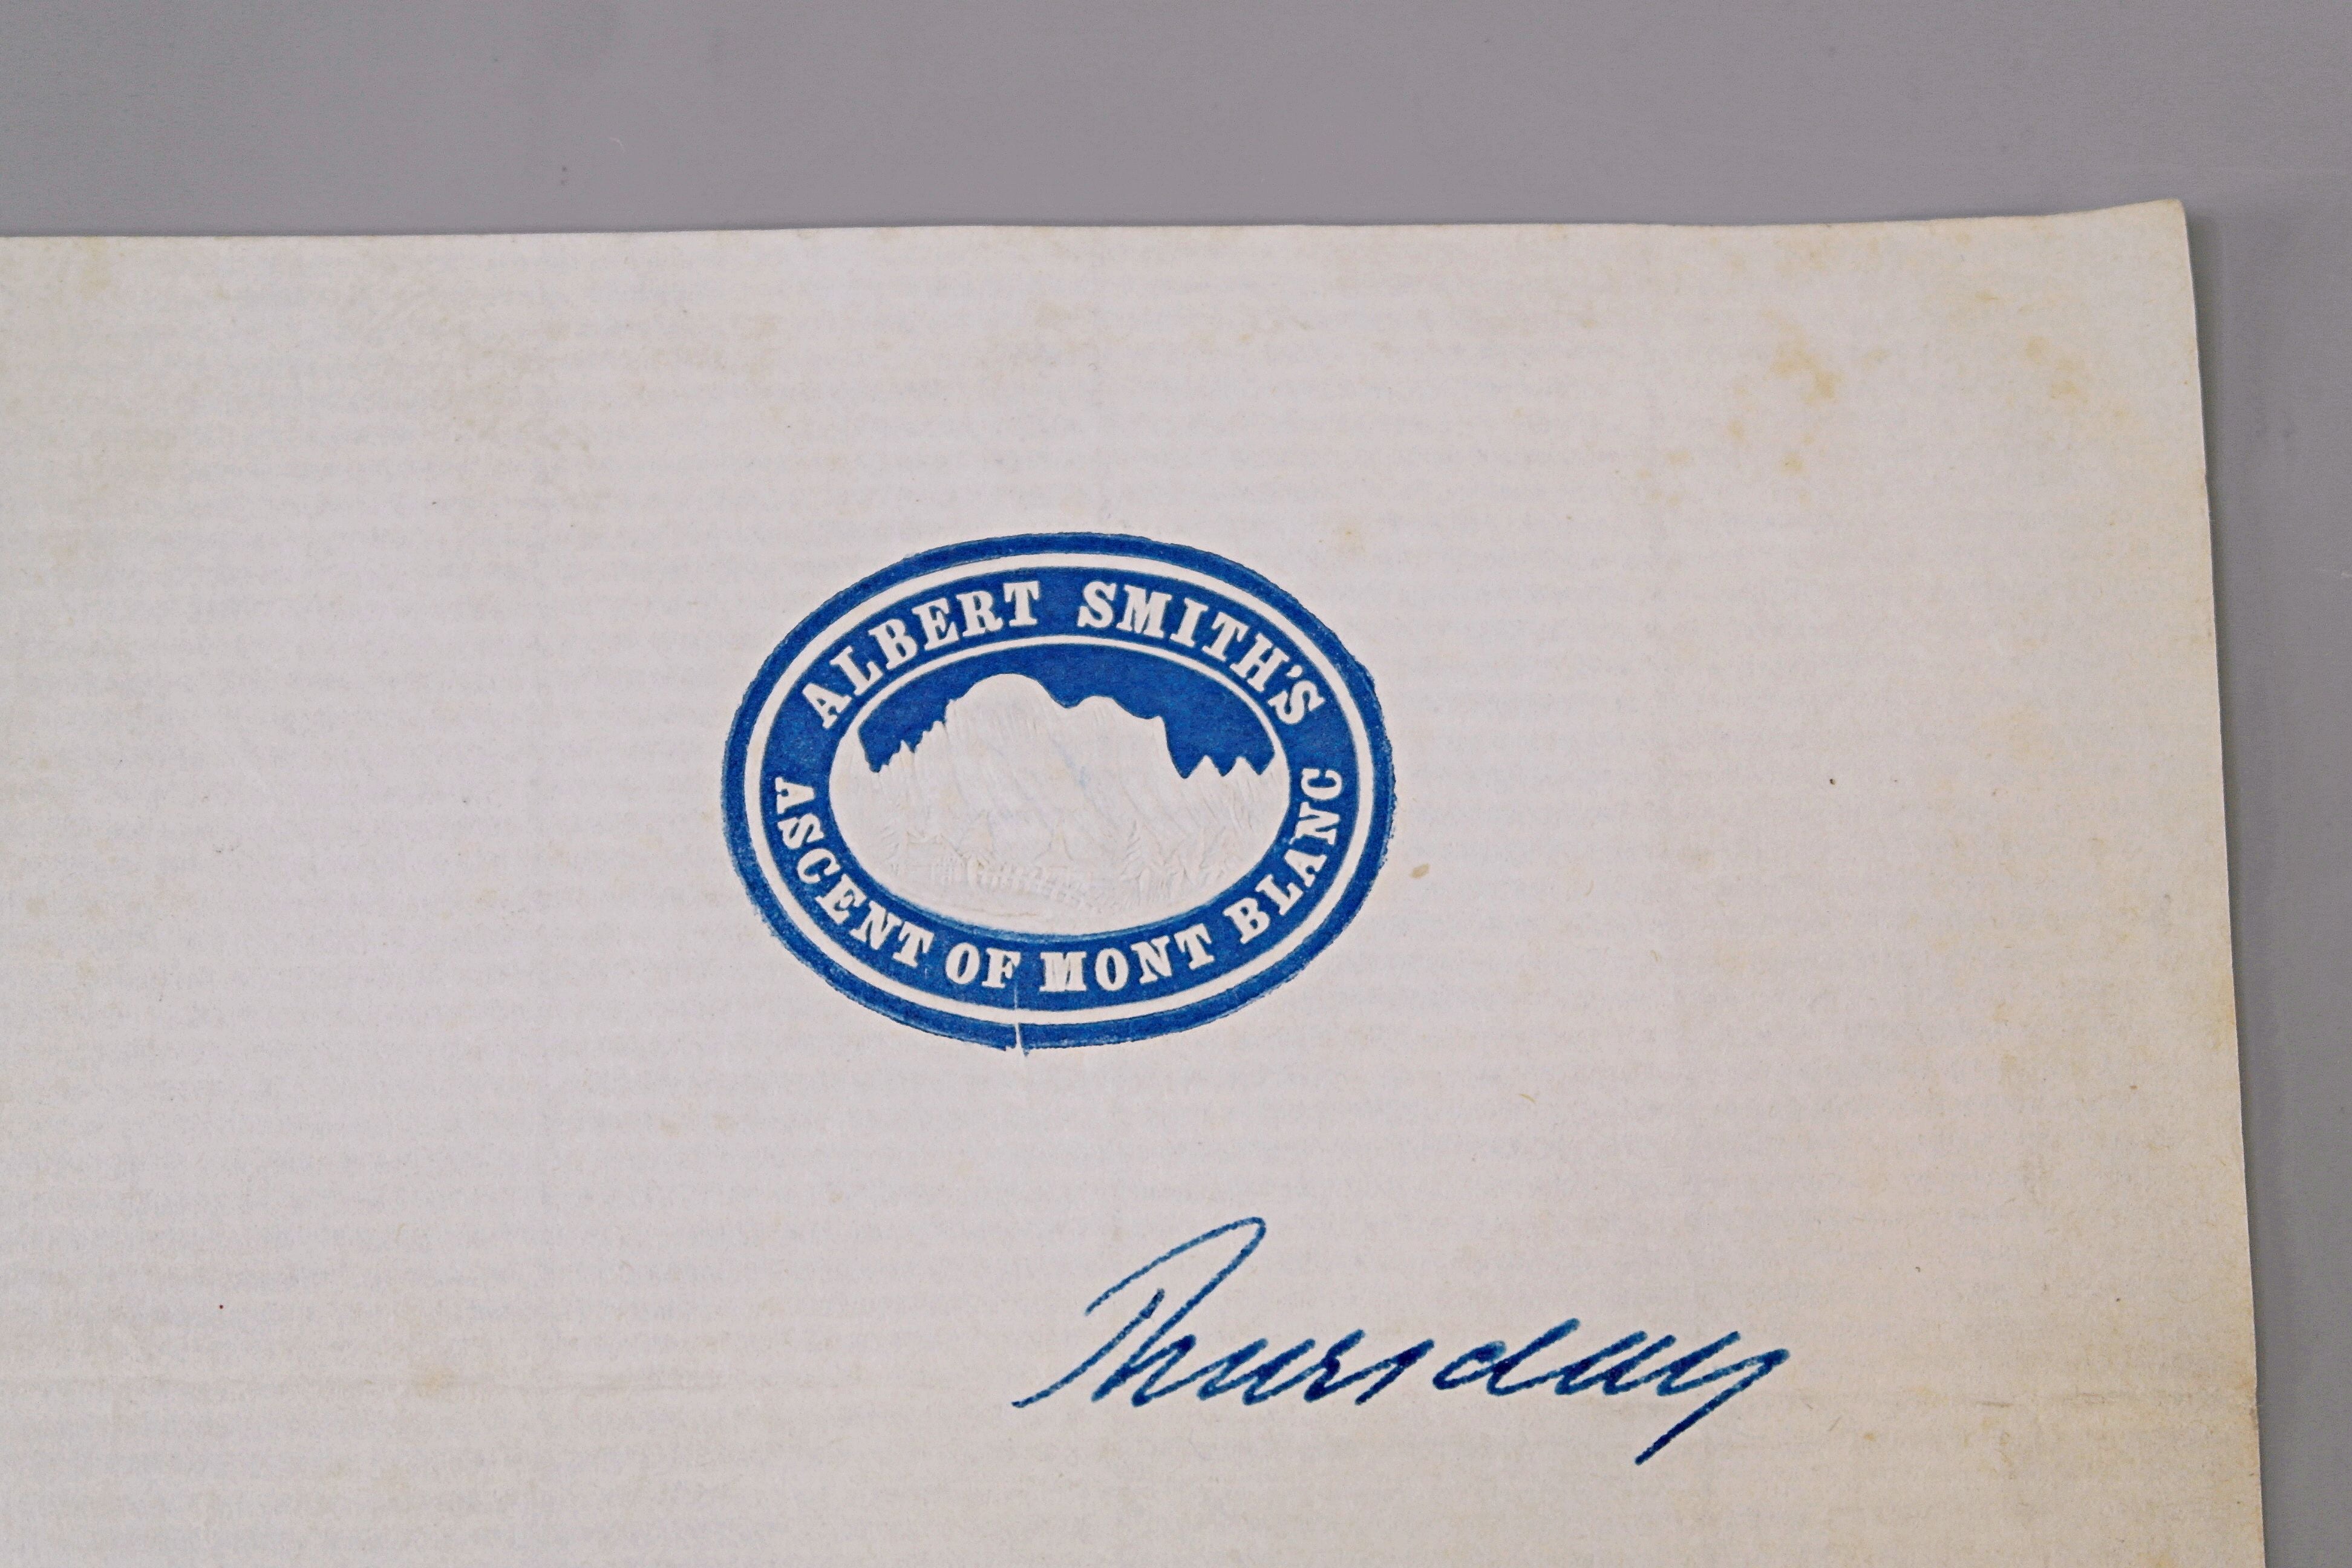 ALBERT SMITH'S
ASCENT OF MONT BLANC
Thursday